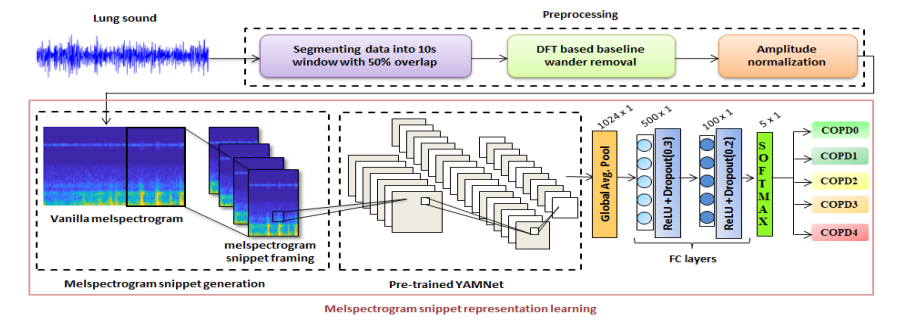 Lung sound
Preprocessing
Segmenting data into 10s
window with 50% overlap
DFT based baseline
wander removal
Amplitude
normalization
Vanilla melspectrogram
melspectrogram
snippet framing
Melspectrogram snippet generation
Pre-trained YAMNet
1024 x 1
Global Avg. Pool
500 x 1
ReLU + Dropout(0.3)
100 x 1
ReLU + Dropout(0.2)
FC layers
5 x 1
SOFTMAX
COPD0
COPD1
COPD2
COPD3
COPD4
Melspectrogram snippet representation learning